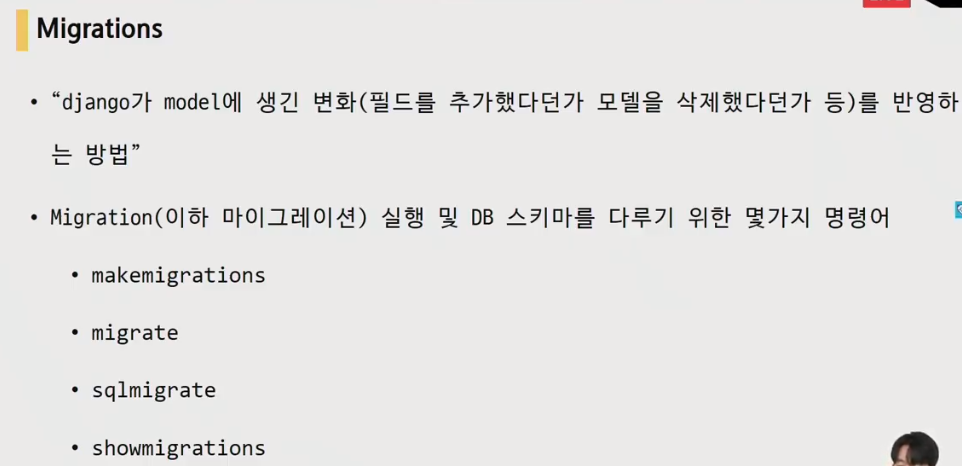 Migrations
• “django가 model에 생긴 변화(필드를 추가했다던가 모델을 삭제했다던가 등)를 반영하
는 방법”
• Migration(이하 마이그레이션) 실행 및 DB 스키마를 다루기 위한 몇가지 명령어
• makemigrations
• migrate
• sqlmigrate
• showmigrations